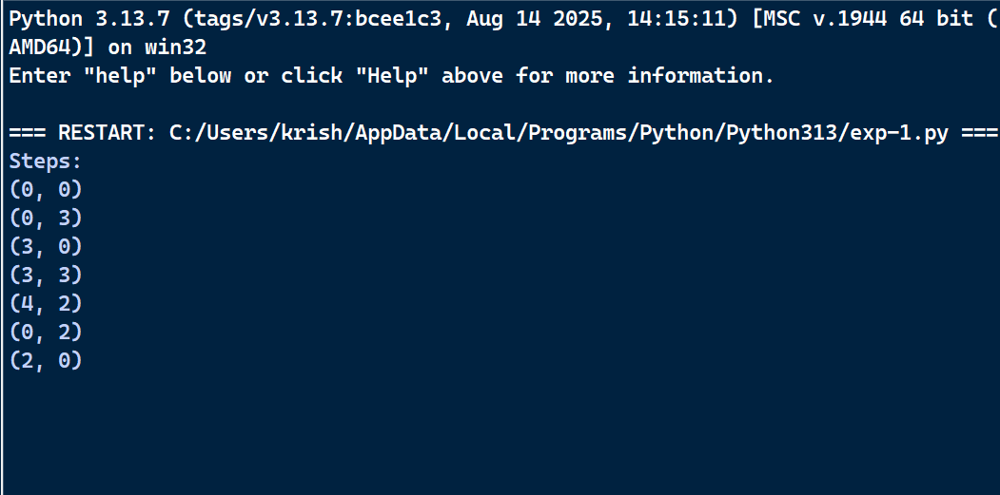 Python 3.13.7 (tags/v3.13.7:bcee1c3, Aug 14 2025, 14:15:11) [MSC v.1944 64 bit (
AMD64)] on win32
Enter "help" below or click "Help" above for more information.
=== RESTART: C:/Users/krish/AppData/Local/Programs/Python/Python313/exp-1.py ===
Steps:
(0, 0)
(0, 3)
(3, 0)
(3, 3)
(4, 2)
(0, 2)
(2, 0)